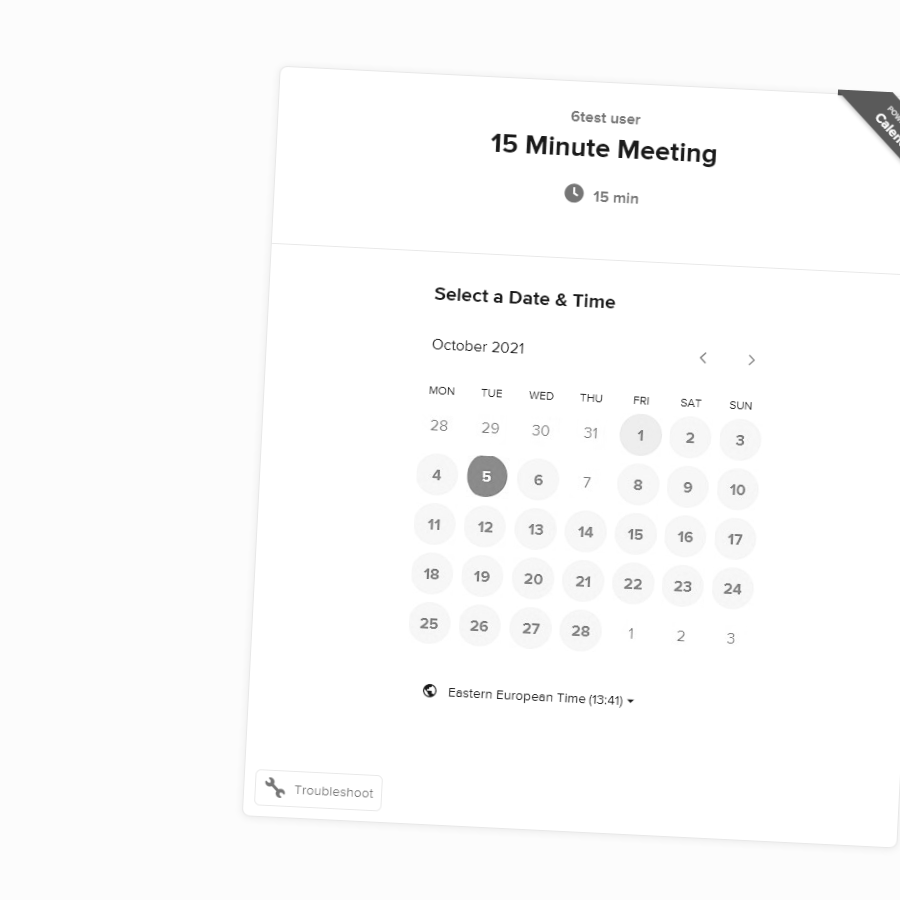 6test user
15 Minute Meeting
15 min
Select a Date & Time
October 2021
MON TUE WED THU FRI SAT SUN
28 29 30 31 1 2 3
4 5 6 7 8 9 10
11 12 13 14 15 16 17
18 19 20 21 22 23 24
25 26 27 28 1 2 3
Eastern European Time (13:41)
Troubleshoot